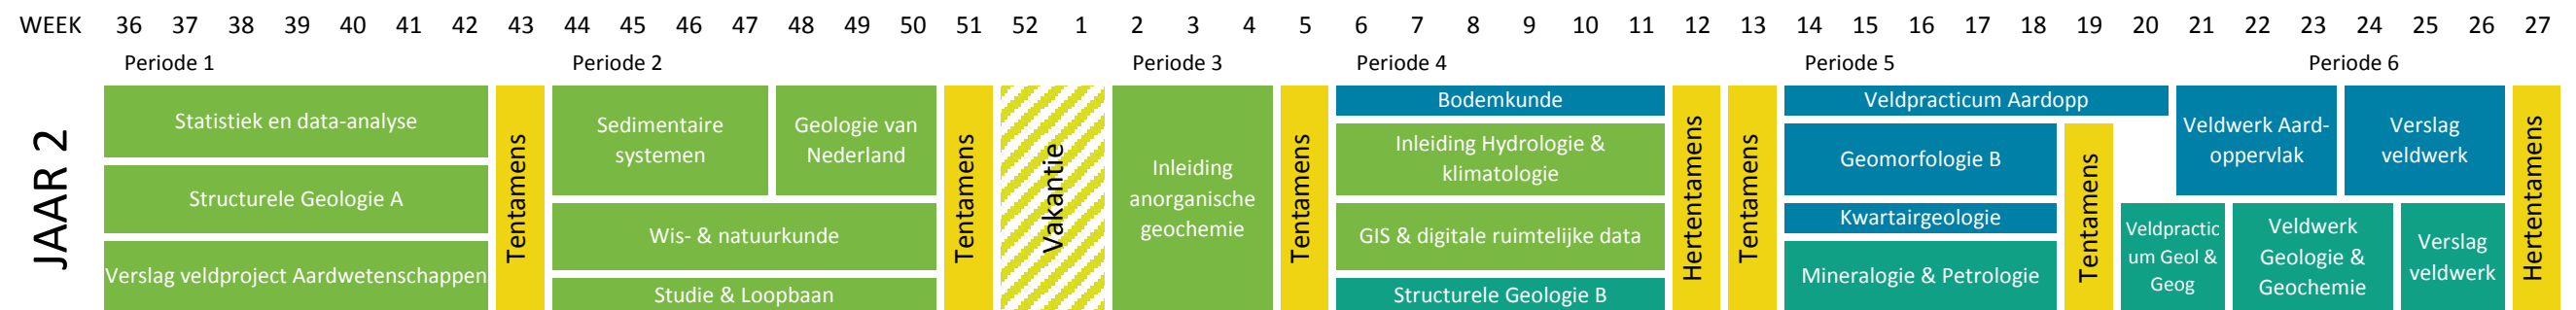 WEEK 36 37 38 39 40 41 42 43 44 45 46 47 48 49 50 51 52 1 2 3 4 5 6 7 8 9 10 11 12 13 14 15 16 17 18 19 20 21 22 23 24 25 26 27
Periode 1 Periode 2 Periode 3 Periode 4 Periode 5 Periode 6
JAAR 2
Statistiek en data-analyse
Structurele Geologie A
Verslag veldproject Aardwetenschappen
Tentamens
Sedimentaire
systemen
Geologie van
Nederland
Wis- & natuurkunde
Studie & Loopbaan
Tentamens
Vakantie
Inleiding
anorganische
geochemie
Tentamens
Bodemkunde
Inleiding Hydrologie &
klimatologie
GIS & digitale ruimtelijke data
Structurele Geologie B
Hertentamens
Tentamens
Veldpracticum Aardopp
Geomorfologie B
Kwartairgeologie
Mineralogie & Petrologie
Tentamens
Veldwerk Aard-
oppervlak
Verslag
veldwerk
Veldpractic
um Geol &
Geog
Veldwerk
Geologie &
Geochemie
Verslag
veldwerk
Hertentamens